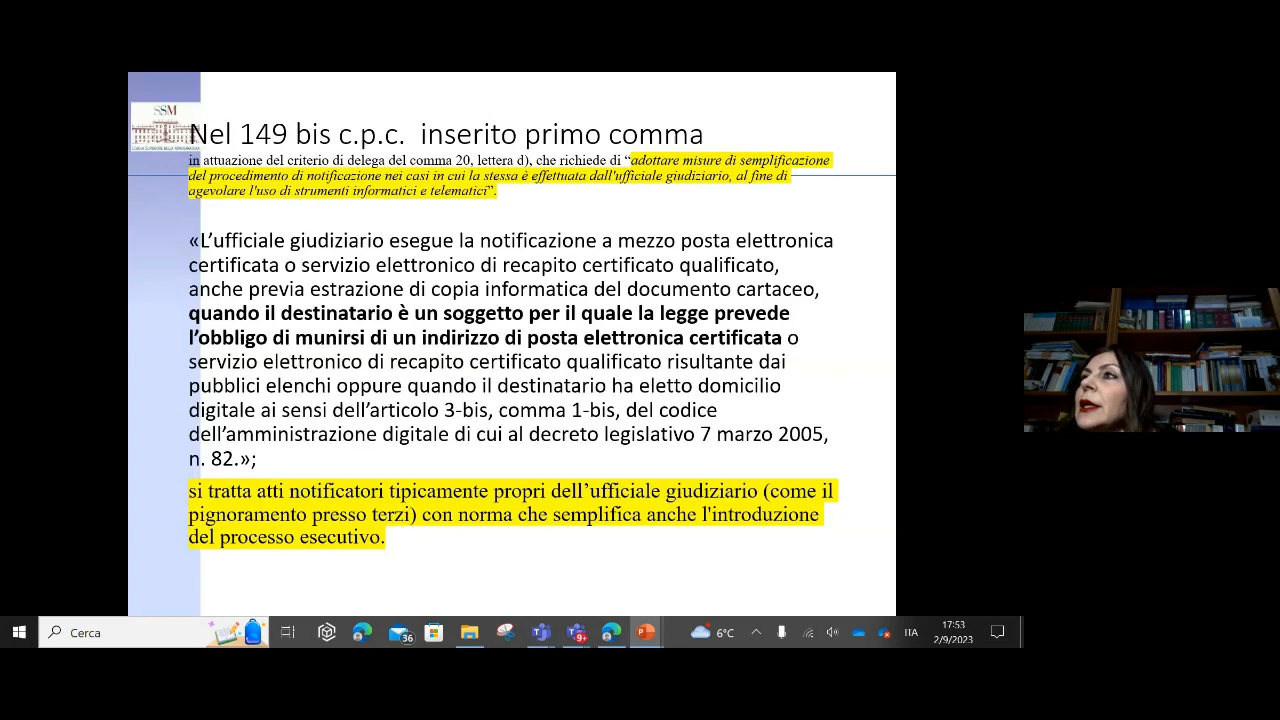 SSM
SCUOLA SUPERIORE DELLA MAGISTRATURA
Nel 149 bis c.p.c. inserito primo comma
in attuazione del criterio di delega del comma 20, lettera d), che richiede di “adottare misure di semplificazione
del procedimento di notificazione nei casi in cui la stessa è effettuata dall'ufficiale giudiziario, al fine di
agevolare l'uso di strumenti informatici e telematici”.
«L’ufficiale giudiziario esegue la notificazione a mezzo posta elettronica
certificata o servizio elettronico di recapito certificato qualificato,
anche previa estrazione di copia informatica del documento cartaceo,
quando il destinatario è un soggetto per il quale la legge prevede
l’obbligo di munirsi di un indirizzo di posta elettronica certificata o
servizio elettronico di recapito certificato qualificato risultante dai
pubblici elenchi oppure quando il destinatario ha eletto domicilio
digitale ai sensi dell’articolo 3-bis, comma 1-bis, del codice
dell’amministrazione digitale di cui al decreto legislativo 7 marzo 2005,
n. 82.»;
si tratta atti notificatori tipicamente propri dell’ufficiale giudiziario (come il
pignoramento presso terzi) con norma che semplifica anche l'introduzione
del processo esecutivo.
Cerca
36
9+
6°C
ITA
17:53
2/9/2023